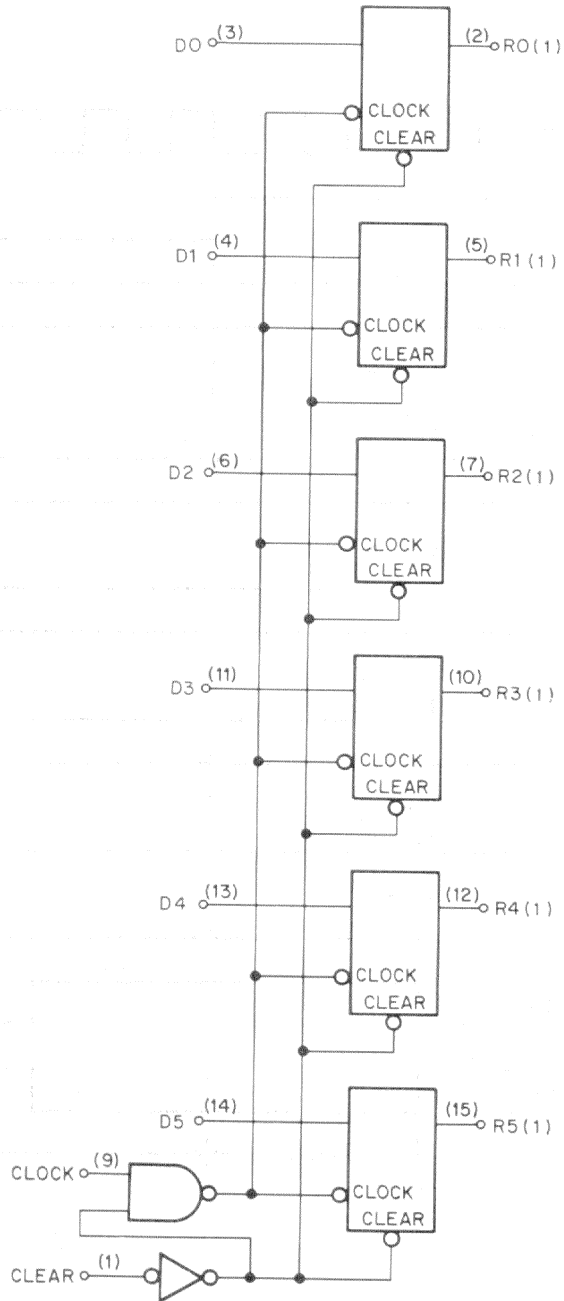 D0 (3) (2) R0(1)
CLOCK
CLEAR
D1 (4) (5) R1(1)
CLOCK
CLEAR
D2 (6) (7) R2(1)
CLOCK
CLEAR
D3 (11) (10) R3(1)
CLOCK
CLEAR
D4 (13) (12) R4(1)
CLOCK
CLEAR
D5 (14) (15) R5(1)
CLOCK (9)
CLOCK
CLEAR
CLEAR (1)